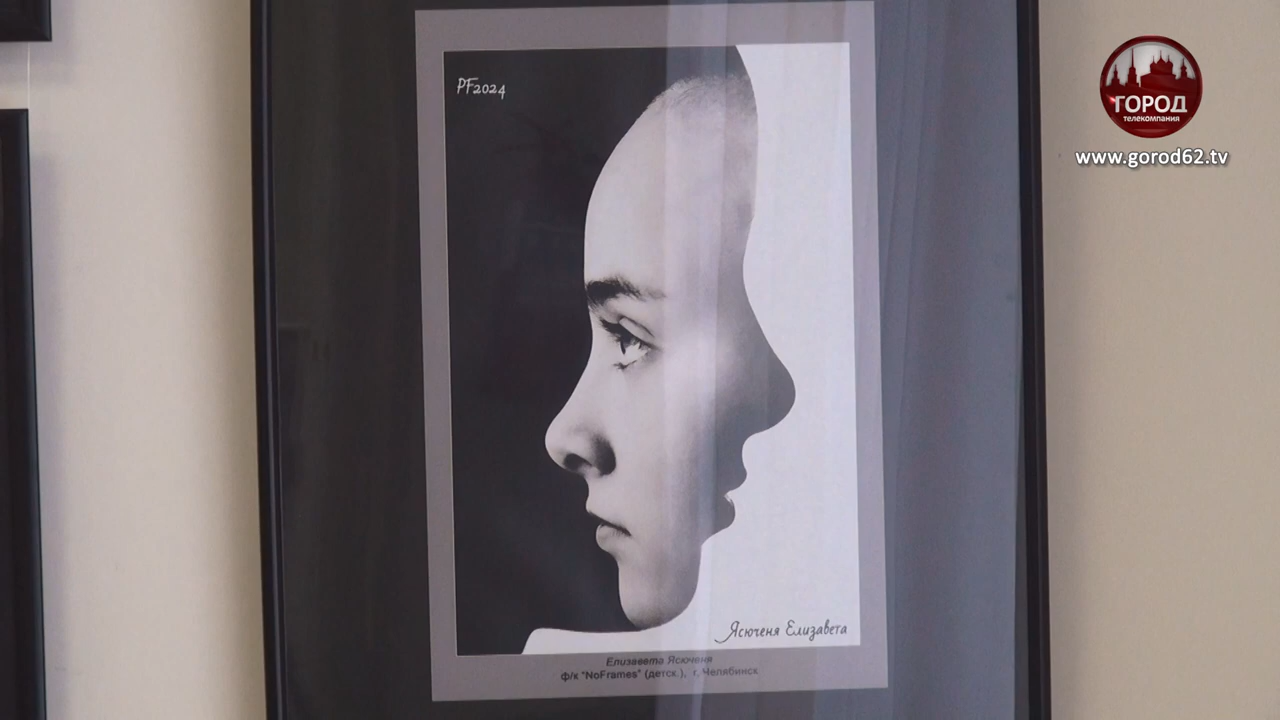 PF2024
ГОРОД
телекомпания
www.gorod62.tv
Ясюченя Елизавета
Елизавета Ясюченя
ф/к "NoFrames" (детск.), г. Челябинск